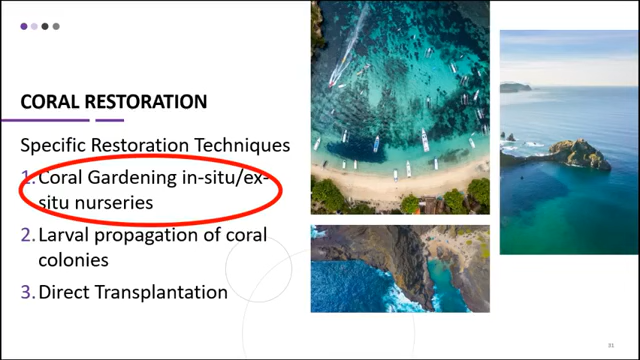 CORAL RESTORATION
Specific Restoration Techniques
1. Coral Gardening in-situ/ex-
situ nurseries
2. Larval propagation of coral
colonies
3. Direct Transplantation
31